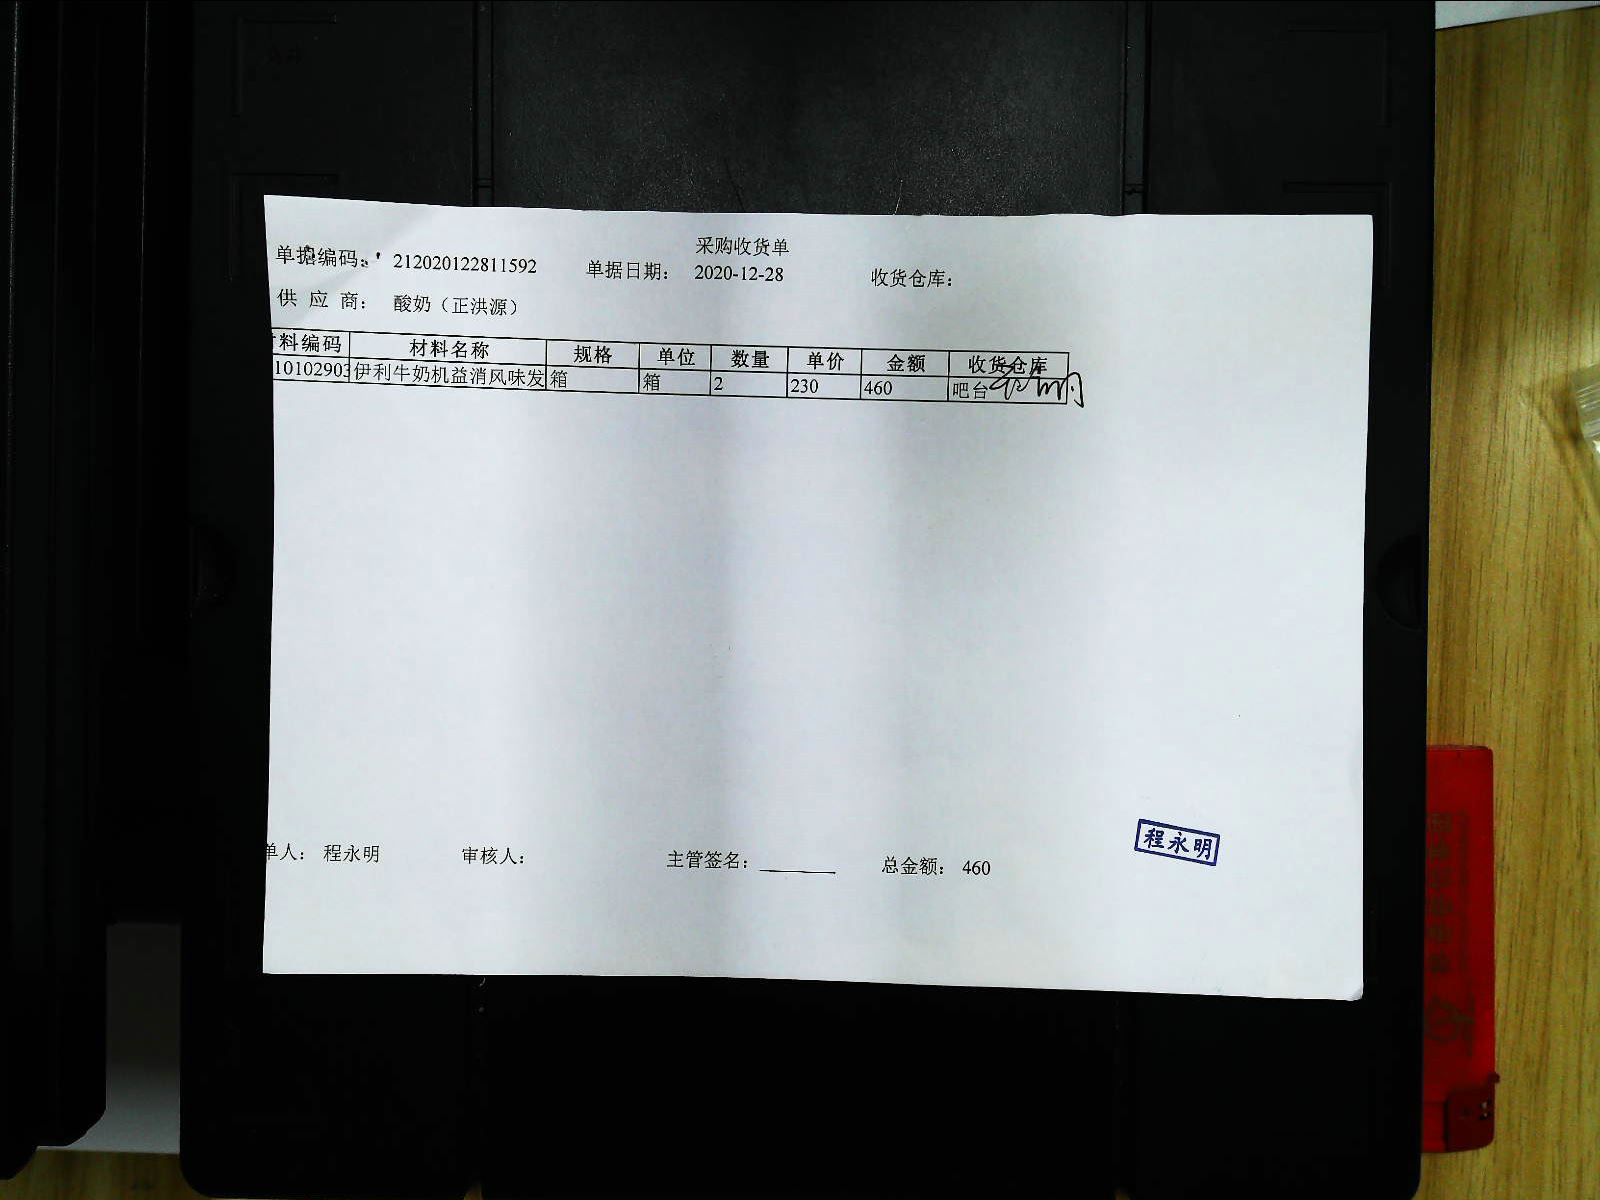 采购收货单
单据编码: 212020122811592 单据日期: 2020-12-28 收货仓库:
供 应 商: 酸奶（正洪源）
料编码 材料名称 规格 单位 数量 单价 金额 收货仓库
10102903 伊利牛奶机益消风味发 箱 箱 2 230 460 吧台
单人: 程永明 审核人: 主管签名: 总金额: 460
程永明